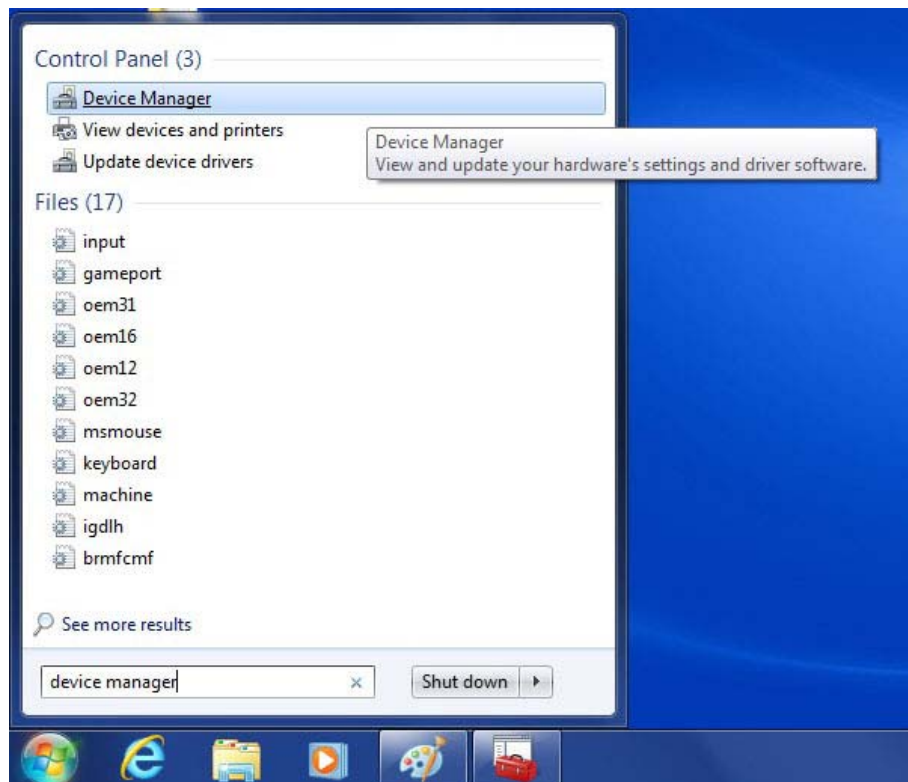 Control Panel (3)
Device Manager
View devices and printers
Update device drivers
Device Manager
View and update your hardware's settings and driver software.
Files (17)
input
gameport
oem31
oem16
oem12
oem32
msmouse
keyboard
machine
igdlh
brmfcmf
See more results
device manager
Shut down